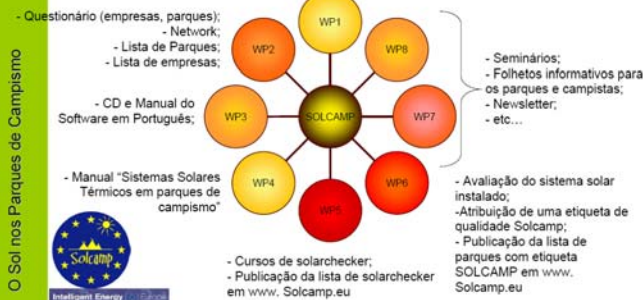 O Sol nos Parques de Campismo
- Questionário (empresas, parques);
- Network;
- Lista de Parques;
- Lista de empresas;
- CD e Manual do
Software em Português;
- Manual “Sistemas Solares
Térmicos em parques de
campismo”
WP1
WP2
WP8
WP3
SOLCAMP
WP7
WP4
WP6
WP5
- Seminários;
- Folhetos informativos para
os parques e campistas;
- Newsletter;
- etc…
- Avaliação do sistema solar
instalado;
-Atribuição de uma etiqueta de
qualidade Solcamp;
- Publicação da lista de
parques com etiqueta
SOLCAMP em www.
Solcamp.eu
- Cursos de solarchecker;
- Publicação da lista de solarchecker
em www. Solcamp.eu
Solcamp
Intelligent Energy